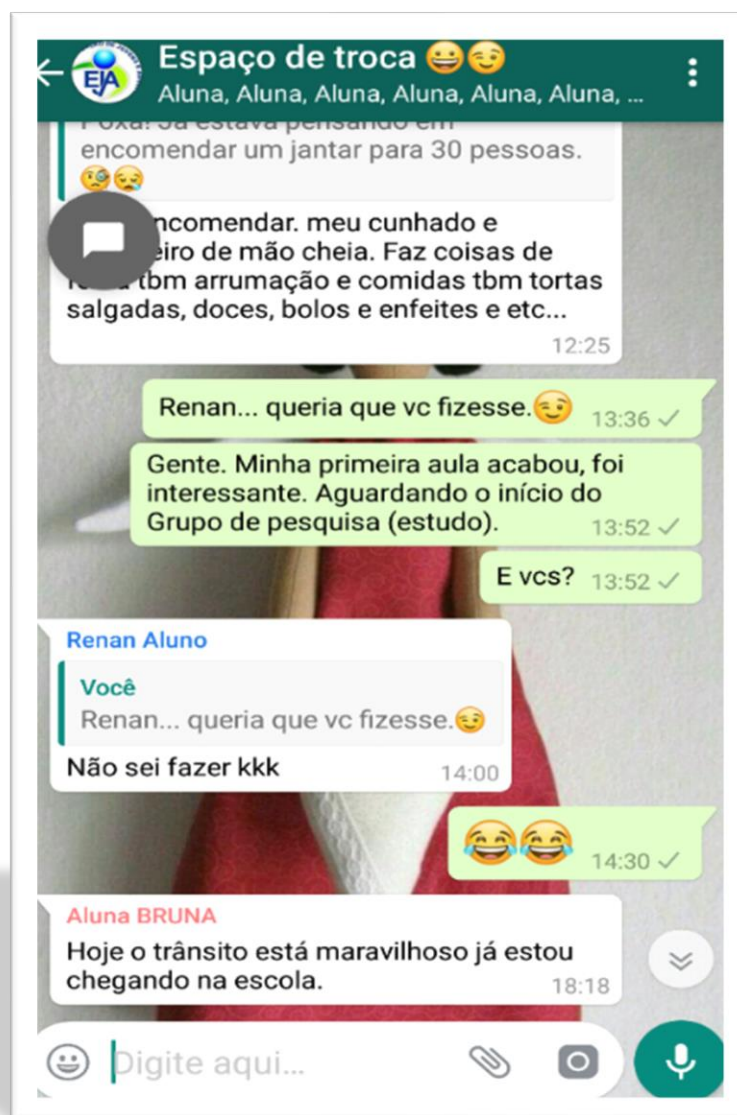 Espaço de troca 😀😉
EJA
Aluna, Aluna, Aluna, Aluna, Aluna, Aluna, ...
encomendar um jantar para 30 pessoas.
🧐😪
ncomendar. meu cunhado e
eiro de mão cheia. Faz coisas de
tbm arrumação e comidas tbm tortas
salgadas, doces, bolos e enfeites e etc...
12:25
Renan... queria que vc fizesse.😉 13:36
Gente. Minha primeira aula acabou, foi
interessante. Aguardando o início do
Grupo de pesquisa (estudo). 13:52
E vcs? 13:52
Renan Aluno
Você
Renan... queria que vc fizesse.😉
Não sei fazer kkk 14:00
😂😂 14:30
Aluna BRUNA
Hoje o trânsito está maravilhoso já estou
chegando na escola. 18:18
Digite aqui...